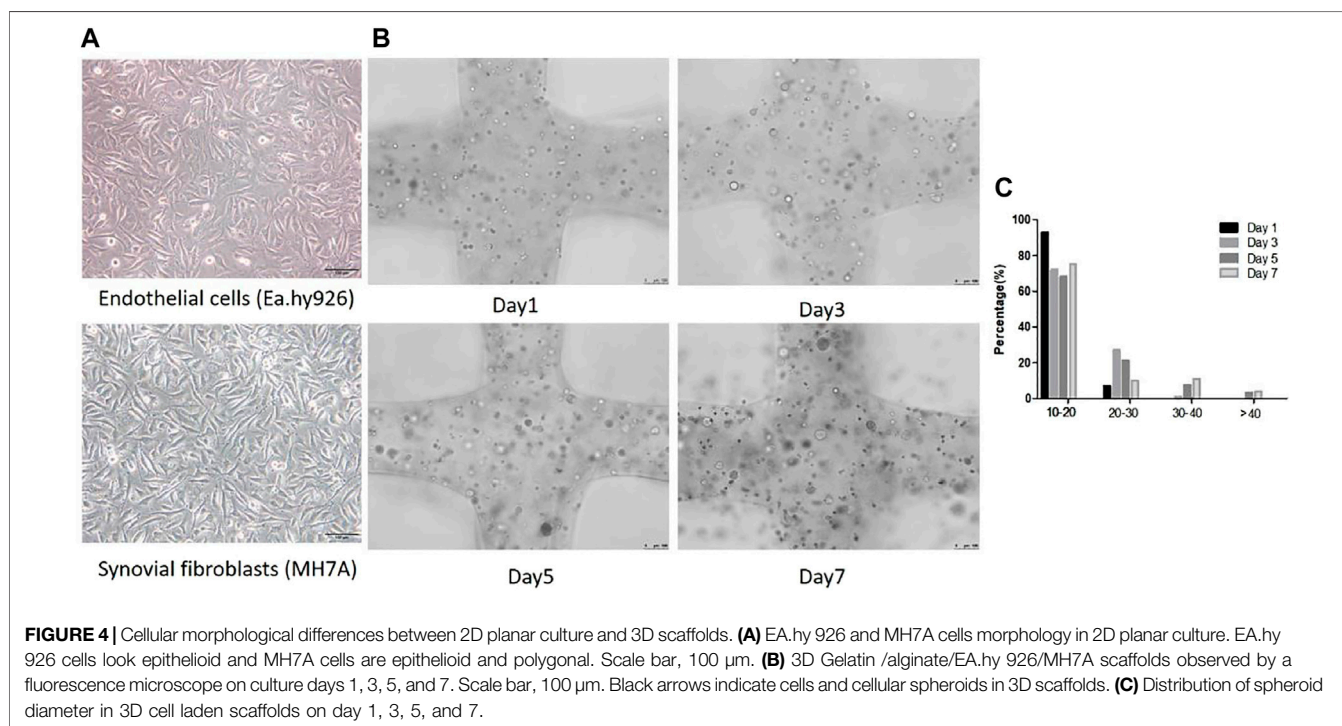 A
B
Endothelial cells (Ea.hy926)
Day1
Day3
Synovial fibroblasts (MH7A)
Day5
Day7
C
Percentage(%)
100
80
60
40
20
0
10-20
20-30
30-40
>40
Day 1
Day 3
Day 5
Day 7
FIGURE 4 | Cellular morphological differences between 2D planar culture and 3D scaffolds. (A) EA.hy 926 and MH7A cells morphology in 2D planar culture. EA.hy
926 cells look epithelioid and MH7A cells are epithelioid and polygonal. Scale bar, 100 μm. (B) 3D Gelatin /alginate/EA.hy 926/MH7A scaffolds observed by a
fluorescence microscope on culture days 1, 3, 5, and 7. Scale bar, 100 μm. Black arrows indicate cells and cellular spheroids in 3D scaffolds. (C) Distribution of spheroid
diameter in 3D cell laden scaffolds on day 1, 3, 5, and 7.